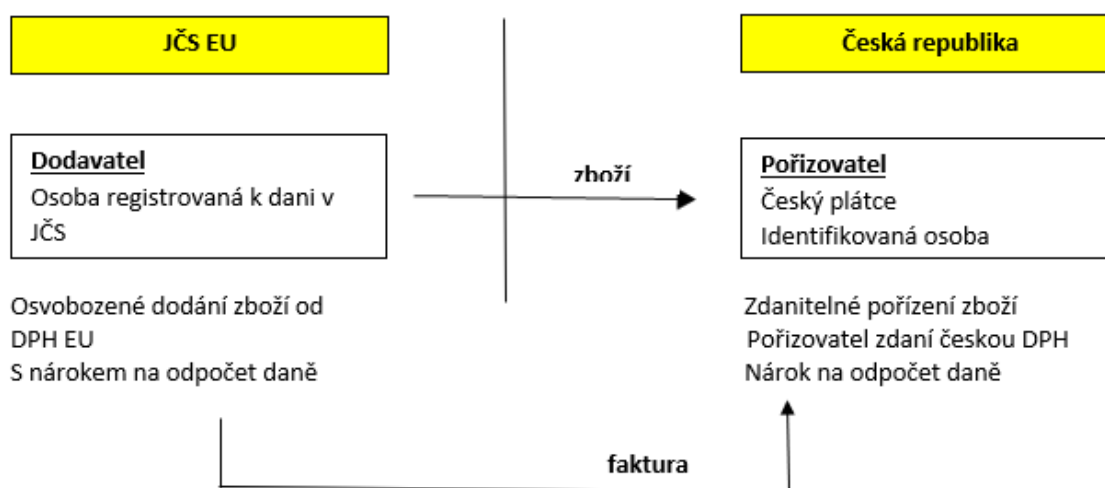 JČS EU
Česká republika
Dodavatel
Osoba registrovaná k dani v
JČS
zboží
Pořizovatel
Český plátce
Identifikovaná osoba
Osvobozené dodání zboží od
DPH EU
S nárokem na odpočet daně
Zdanitelné pořízení zboží
Pořizovatel zdaní českou DPH
Nárok na odpočet daně
faktura